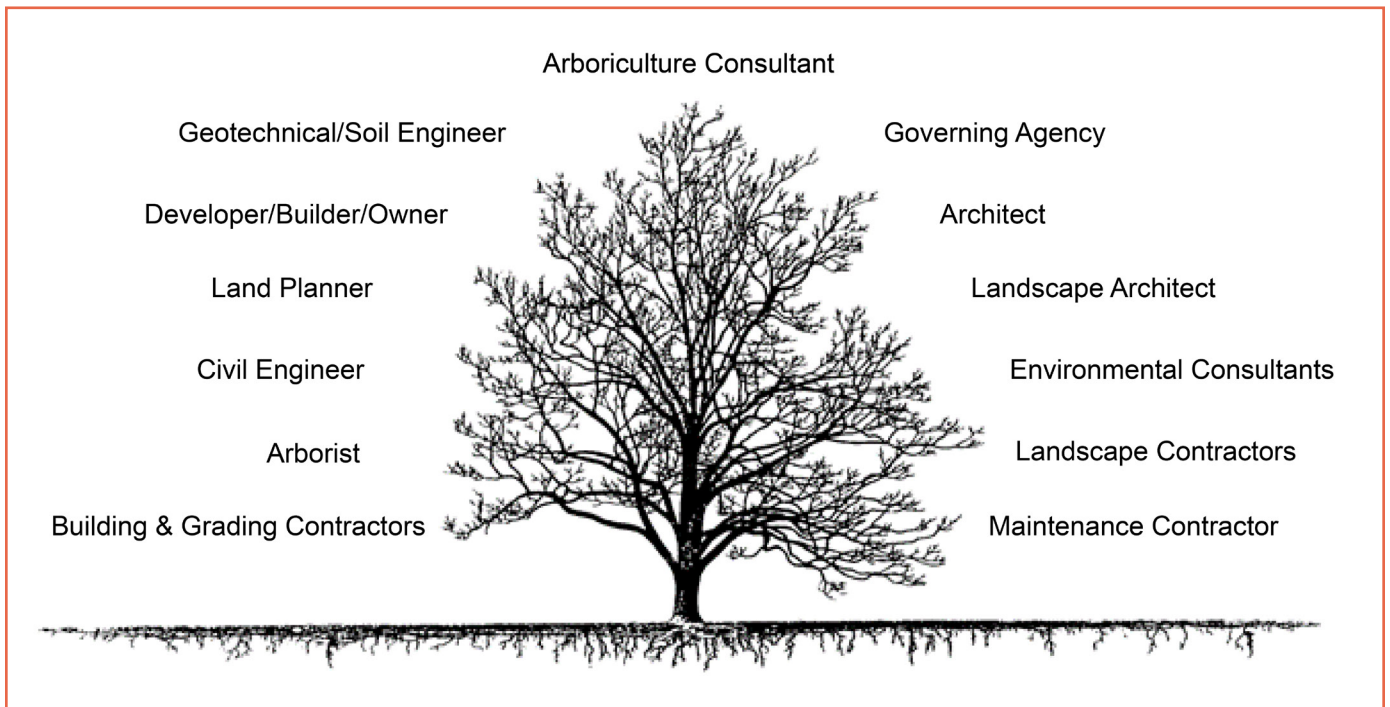 Arboriculture Consultant
Geotechnical/Soil Engineer
Governing Agency
Developer/Builder/Owner
Architect
Land Planner
Landscape Architect
Civil Engineer
Environmental Consultants
Arborist
Landscape Contractors
Building & Grading Contractors
Maintenance Contractor